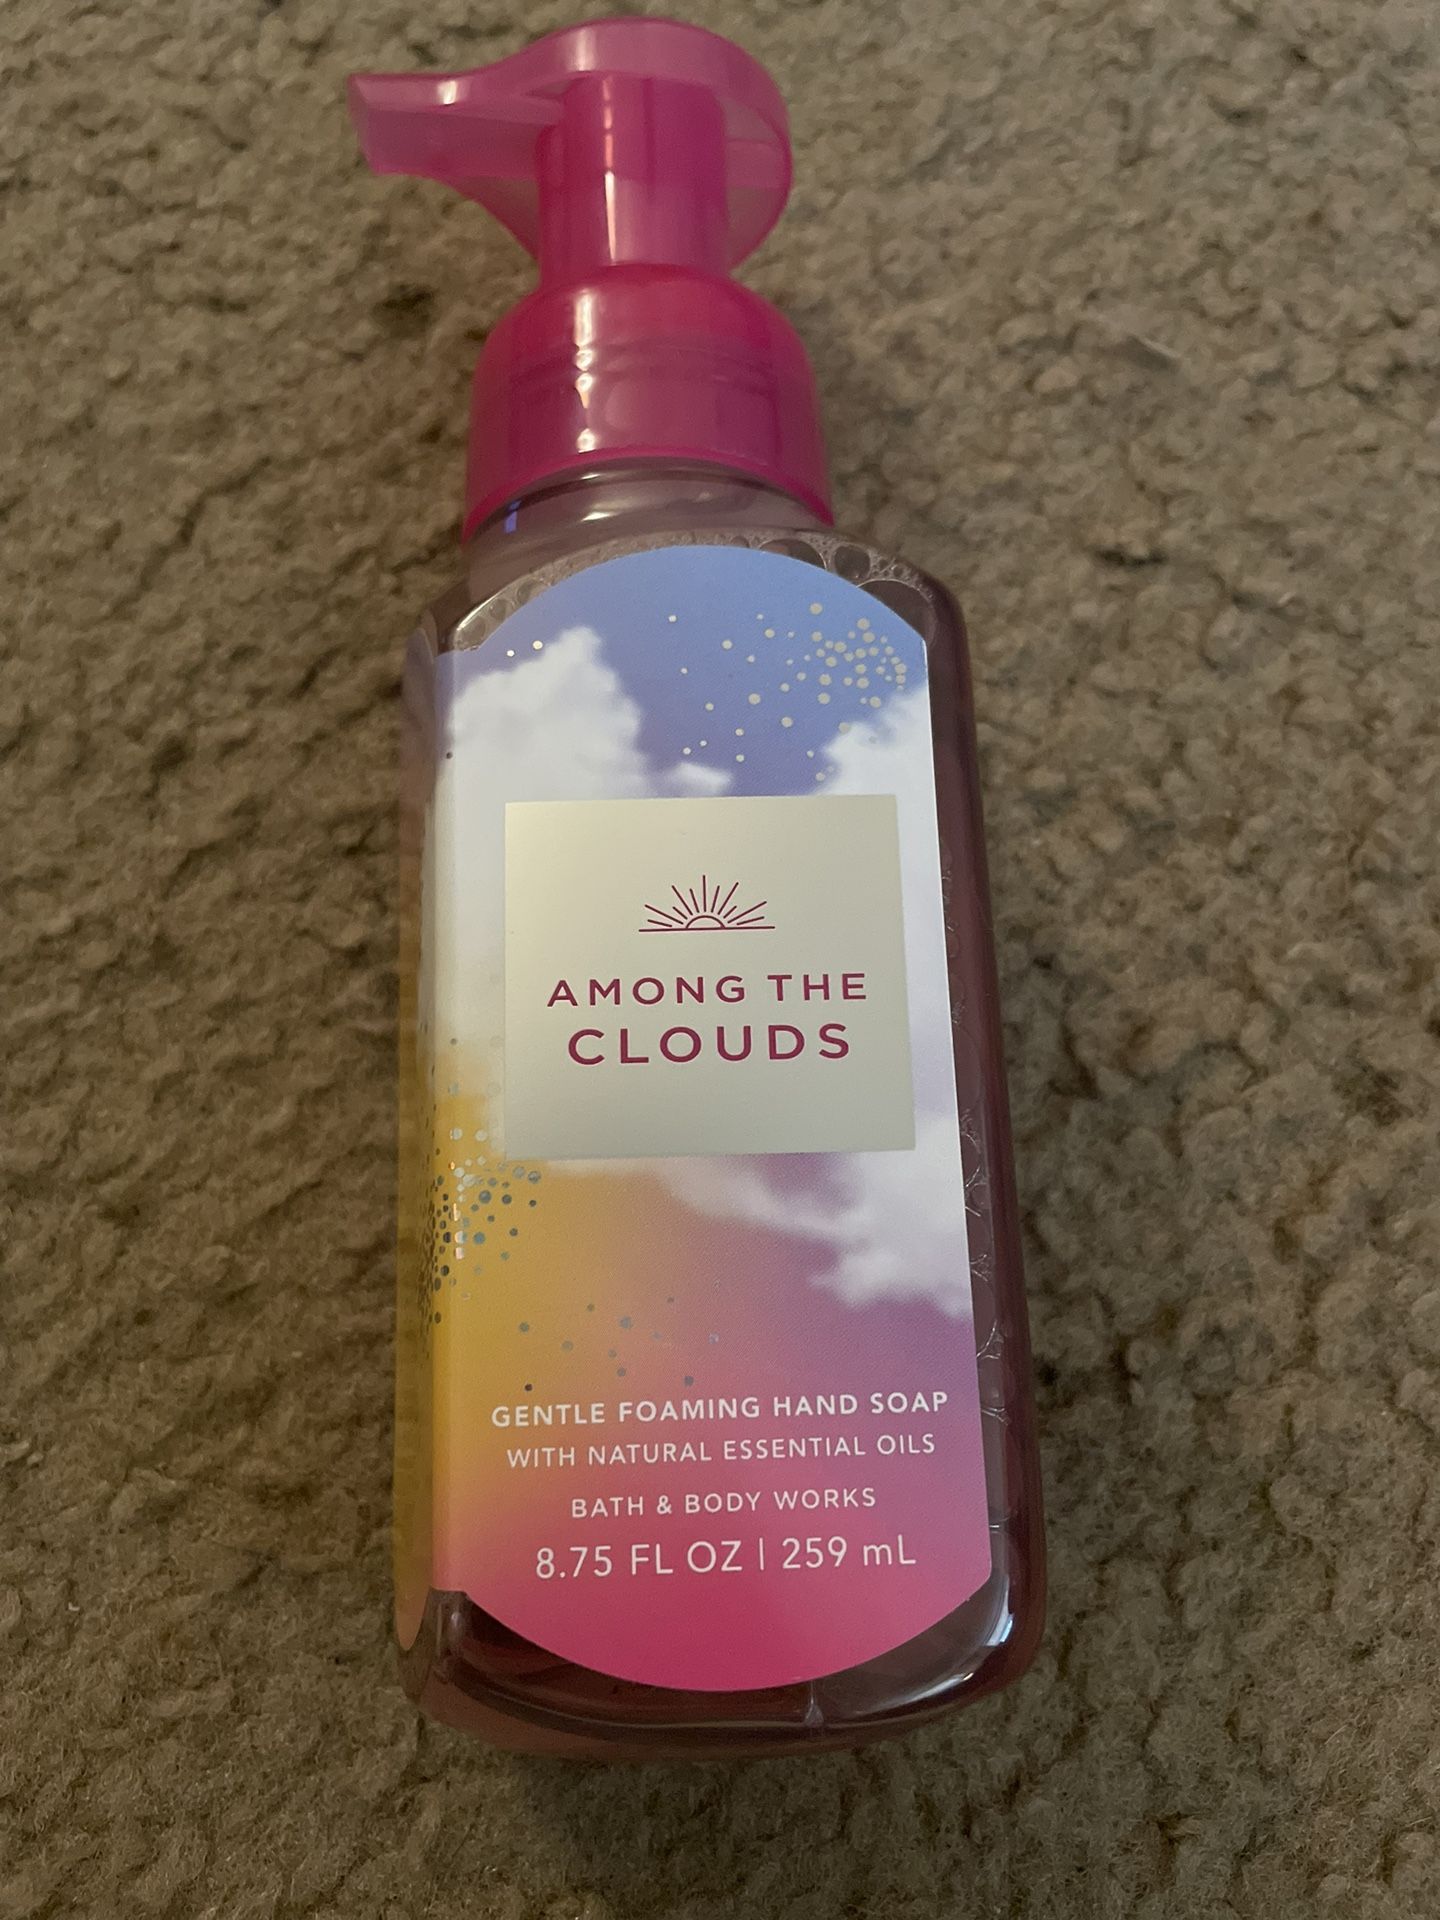 AMONG THE
CLOUDS
GENTLE FOAMING HAND SOAP
WITH NATURAL ESSENTIAL OILS
BATH & BODY WORKS
8.75 FL OZ | 259 mL